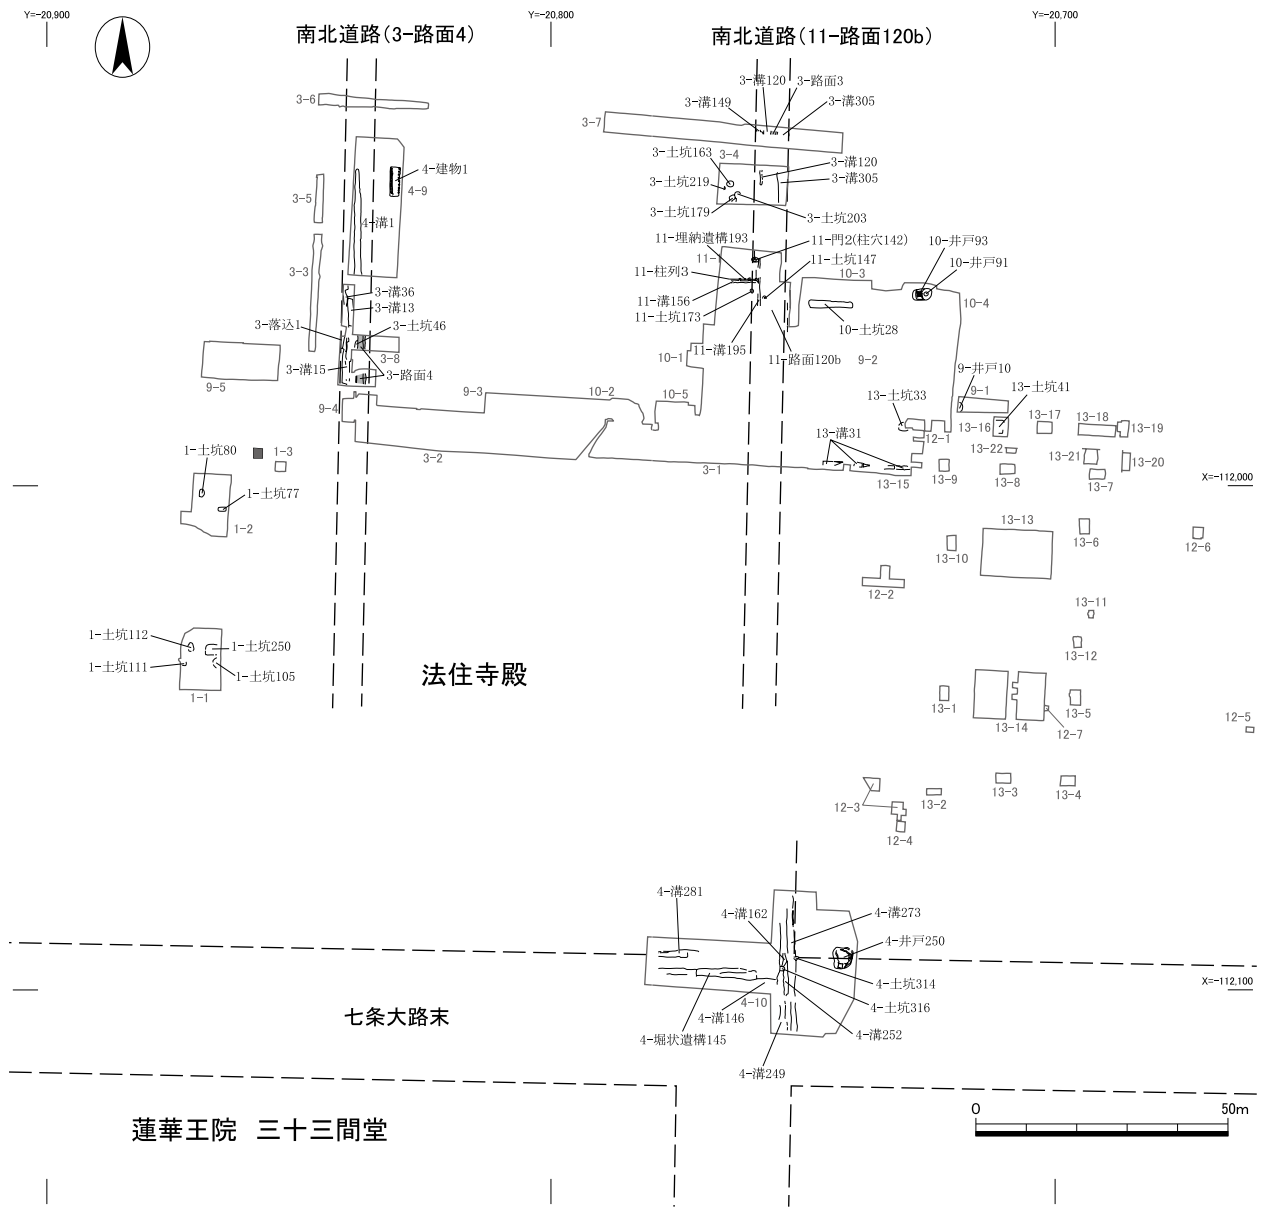 Y=-20,900
Y=-20,800
Y=-20,700
南北道路(3-路面4)
南北道路(11-路面120b)
3-6
3-溝120
3-路面3
3-溝149
3-溝305
3-7
3-4
3-土坑163
3-溝120
3-土坑219
3-溝305
3-土坑179
3-土坑203
4-建物1
4-9
3-5
4-溝1
3-3
11-埋納遺構193
11-門2(柱穴142)
11-1
11-土坑147
11-柱列3
10-3
10-井戸93
10-井戸91
10-4
11-溝156
11-土坑173
10-土坑28
11-溝195
11-路面120b
9-2
10-1
3-溝36
3-溝13
3-落込1
3-土坑46
3-8
3-溝15
3-路面4
9-5
9-4
9-3
10-2
10-5
3-2
3-1
9-井戸10
9-1
13-土坑41
13-土坑33
13-16
13-17
13-18
13-19
12-1
13-22
13-21
13-20
13-溝31
13-15
13-9
13-8
13-7
X=-112,000
1-土坑80
1-3
1-土坑77
1-2
13-13
13-6
12-6
13-10
12-2
13-11
13-12
1-土坑112
1-土坑250
1-土坑111
1-土坑105
1-1
法住寺殿
13-1
13-14
13-5
12-7
12-5
12-3
13-2
13-3
13-4
12-4
4-溝281
4-溝162
4-溝273
4-井戸250
4-土坑314
X=-112,100
4-10
4-土坑316
4-溝146
4-溝252
4-堀状遺構145
4-溝249
七条大路末
蓮華王院 三十三間堂
0
50m